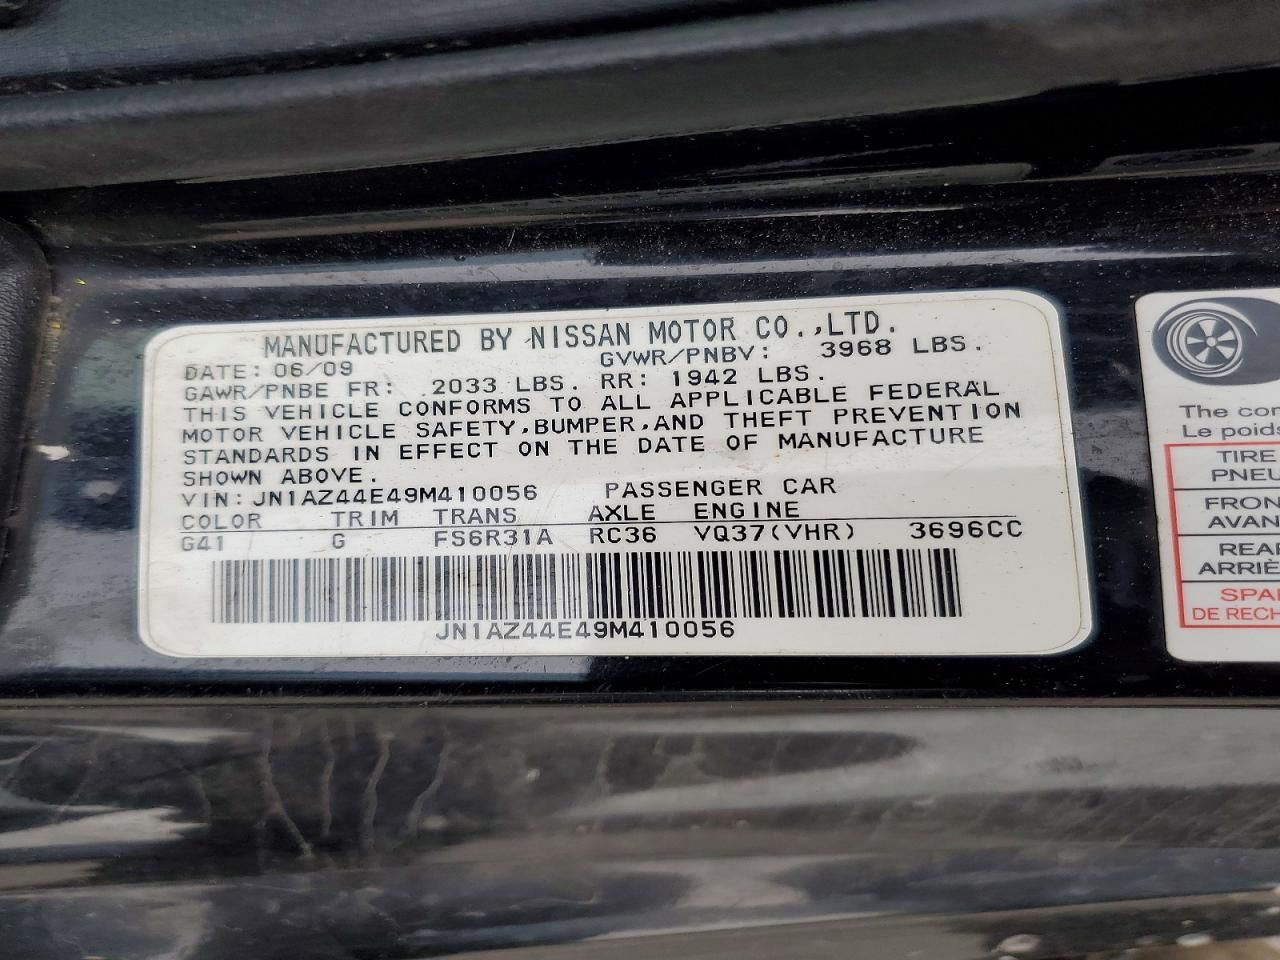 MANUFACTURED BY NISSAN MOTOR CO.,LTD.
DATE: 06/09 GVWR/PNBV: 3968 LBS.
GAWR/PNBE FR: 2033 LBS. RR: 1942 LBS.
THIS VEHICLE CONFORMS TO ALL APPLICABLE FEDERAL
MOTOR VEHICLE SAFETY,BUMPER,AND THEFT PREVENTION
STANDARDS IN EFFECT ON THE DATE OF MANUFACTURE
SHOWN ABOVE.
VIN: JN1AZ44E49M410056 PASSENGER CAR
COLOR TRIM TRANS AXLE ENGINE
G41 G FS6R31A RC36 VQ37(VHR) 3696CC
JN1AZ44E49M410056
The
Le poids
TIRE
PNEU
FRON
AVAN
REAR
ARRIÈ
SPA
DE RECH